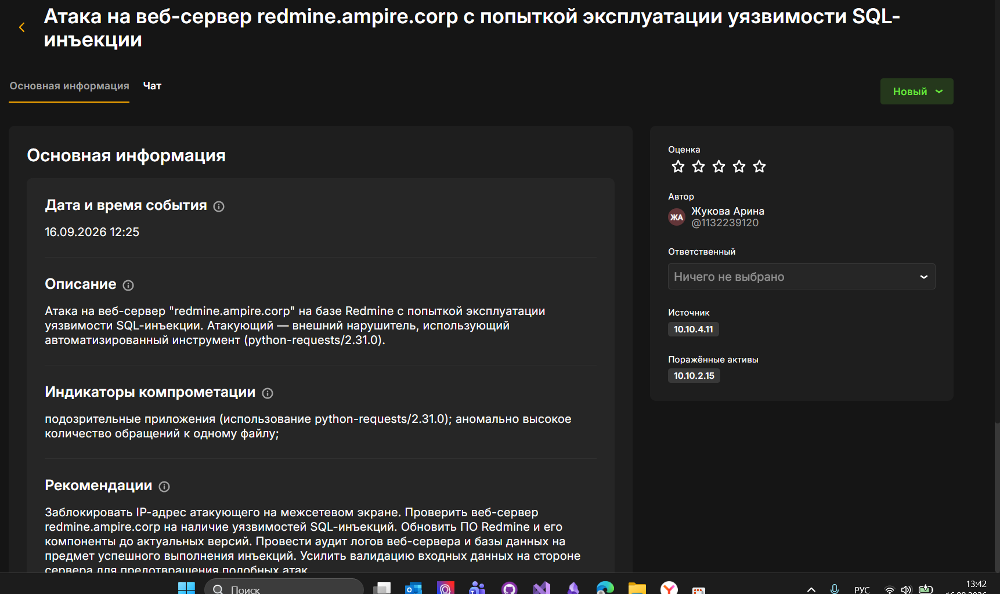 Атака на веб-сервер redmine.ampire.corp с попыткой эксплуатации уязвимости SQL-
инъекции
Основная информация
Чат
Новый
Основная информация
Дата и время события
16.09.2026 12:25
Описание
Атака на веб-сервер "redmine.ampire.corp" на базе Redmine с попыткой эксплуатации
уязвимости SQL-инъекции. Атакующий — внешний нарушитель, использующий
автоматизированный инструмент (python-requests/2.31.0).
Индикаторы компрометации
подозрительные приложения (использование python-requests/2.31.0); аномально высокое
количество обращений к одному файлу;
Рекомендации
Заблокировать IP-адрес атакующего на межсетевом экране. Проверить веб-сервер
redmine.ampire.corp на наличие уязвимостей SQL-инъекций. Обновить ПО Redmine и его
компоненты до актуальных версий. Провести аудит логов веб-сервера и базы данных на
предмет успешного выполнения инъекций. Усилить валидацию входных данных на стороне
сервера для предотвращения подобных атак
Оценка
Автор
ЖА
Жукова Арина
@1132239120
Ответственный
Ничего не выбрано
Источник
10.10.4.11
Поражённые активы
10.10.2.15
Поиск
РУС
13:42
16.09.2026